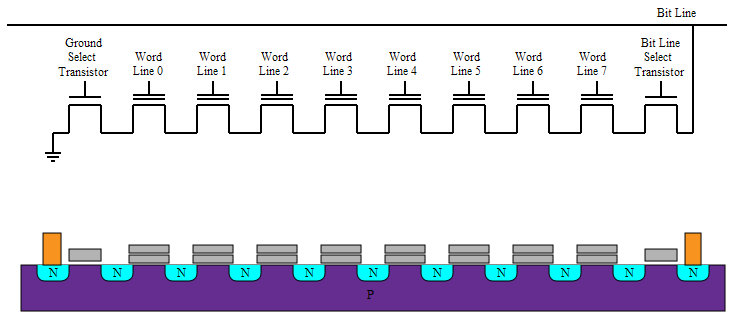 Bit Line
Ground
Select
Transistor
Word
Line 0
Word
Line 1
Word
Line 2
Word
Line 3
Word
Line 4
Word
Line 5
Word
Line 6
Word
Line 7
Bit Line
Select
Transistor
N N N N N N N N N N N
P